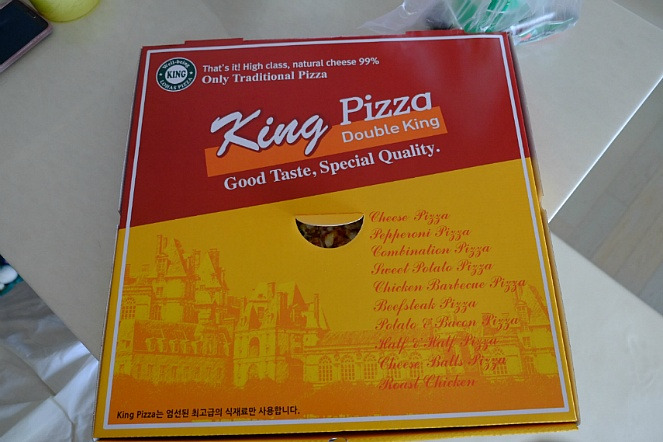 Well-being
KING
LOHAS PIZZA
That's it! High class, natural cheese 99%
Only Traditional Pizza
King Pizza
Double King
Good Taste, Special Quality.
Cheese Pizza
Pepperoni Pizza
Combination Pizza
Sweet Potato Pizza
Chicken Barbecue Pizza
Beefsteak Pizza
Potato & Bacon Pizza
Half & Half Pizza
Cheese Balls Pizza
Roast Chicken
King Pizza는 엄선된 최고급의 식재료만 사용합니다.